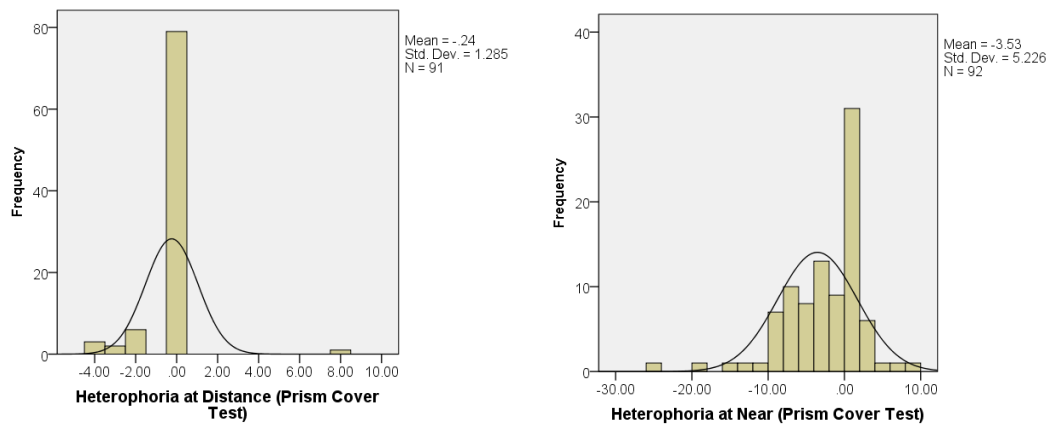 80
60
40
20
0
Frequency
-4.00 -2.00 .00 2.00 4.00 6.00 8.00 10.00
Heterophoria at Distance (Prism Cover
Test)
Mean = -.24
Std. Dev. = 1.285
N = 91
40
30
20
10
0
Frequency
-30.00 -20.00 -10.00 .00 10.00
Heterophoria at Near (Prism Cover Test)
Mean = -3.53
Std. Dev. = 5.226
N = 92